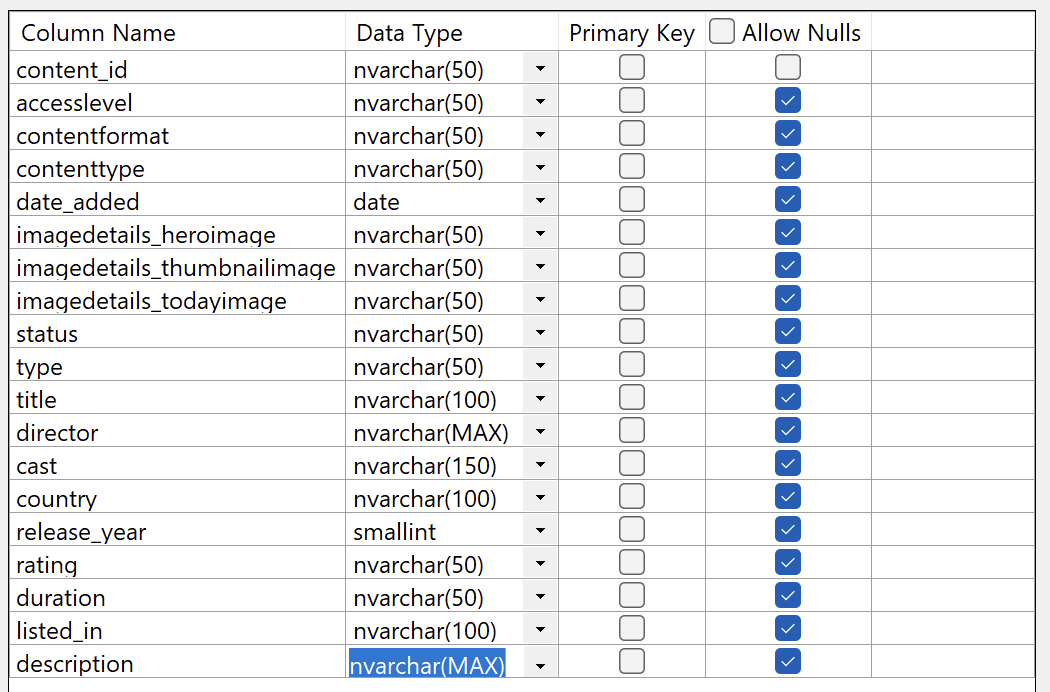 Column Name Data Type Primary Key Allow Nulls
content_id nvarchar(50)
accesslevel nvarchar(50)
contentformat nvarchar(50)
contenttype nvarchar(50)
date_added date
imagedetails_heroimage nvarchar(50)
imagedetails_thumbnailimage nvarchar(50)
imagedetails_todayimage nvarchar(50)
status nvarchar(50)
type nvarchar(50)
title nvarchar(100)
director nvarchar(MAX)
cast nvarchar(150)
country nvarchar(100)
release_year smallint
rating nvarchar(50)
duration nvarchar(50)
listed_in nvarchar(100)
description nvarchar(MAX)